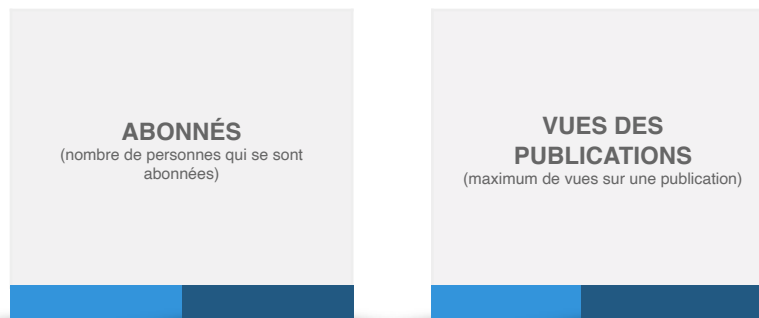 ABONNÉS
(nombre de personnes qui se sont
abonnées)
VUES DES
PUBLICATIONS
(maximum de vues sur une publication)